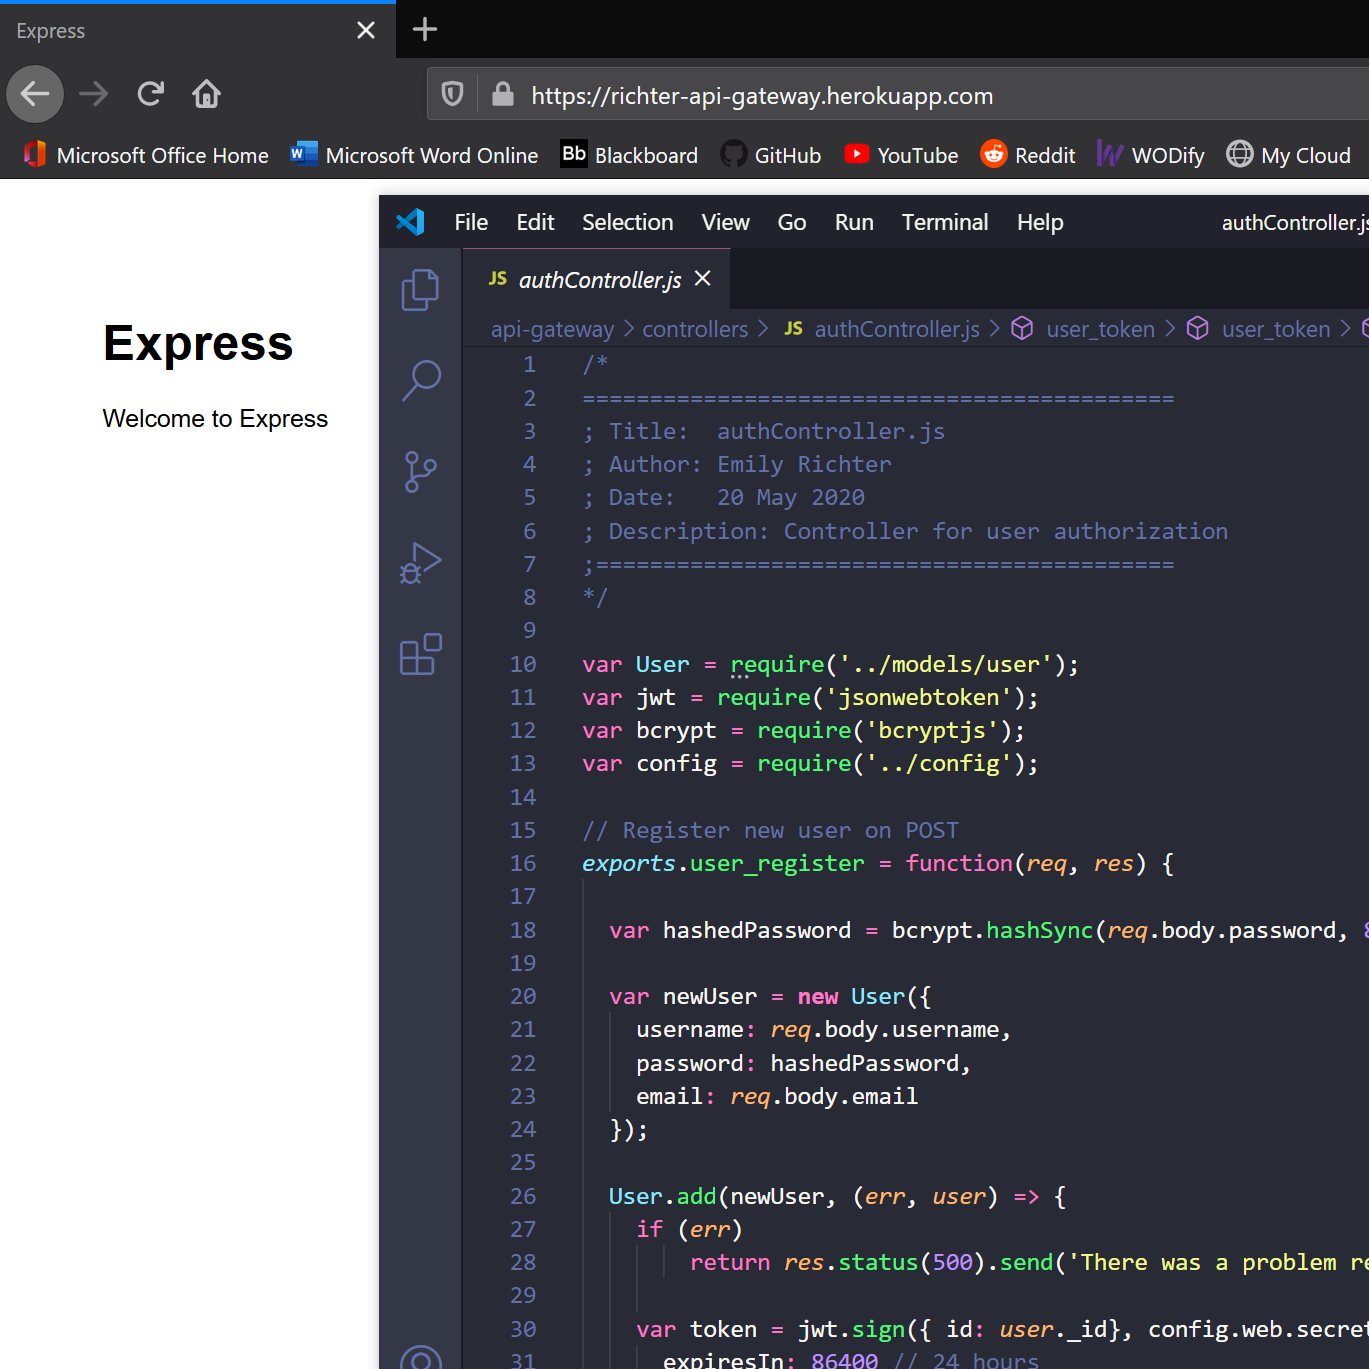 Express
https://richter-api-gateway.herokuapp.com
Microsoft Office Home Microsoft Word Online Bb Blackboard GitHub YouTube Reddit WODify My Cloud
Express
Welcome to Express
File Edit Selection View Go Run Terminal Help authController.js
JS authController.js
api-gateway > controllers > JS authController.js > user_token > user_token >
1 /*
2 ============================================
3 ; Title:  authController.js
4 ; Author: Emily Richter
5 ; Date:   20 May 2020
6 ; Description: Controller for user authorization
7 ;===========================================
8 */
9
10 var User = require('../models/user');
11 var jwt = require('jsonwebtoken');
12 var bcrypt = require('bcryptjs');
13 var config = require('../config');
14
15 // Register new user on POST
16 exports.user_register = function(req, res) {
17
18   var hashedPassword = bcrypt.hashSync(req.body.password, 8
19
20   var newUser = new User({
21     username: req.body.username,
22     password: hashedPassword,
23     email: req.body.email
24   });
25
26   User.add(newUser, (err, user) => {
27     if (err)
28         return res.status(500).send('There was a problem re
29
30     var token = jwt.sign({ id: user._id}, config.web.secret
31       expiresIn: 86400 // 24 hours